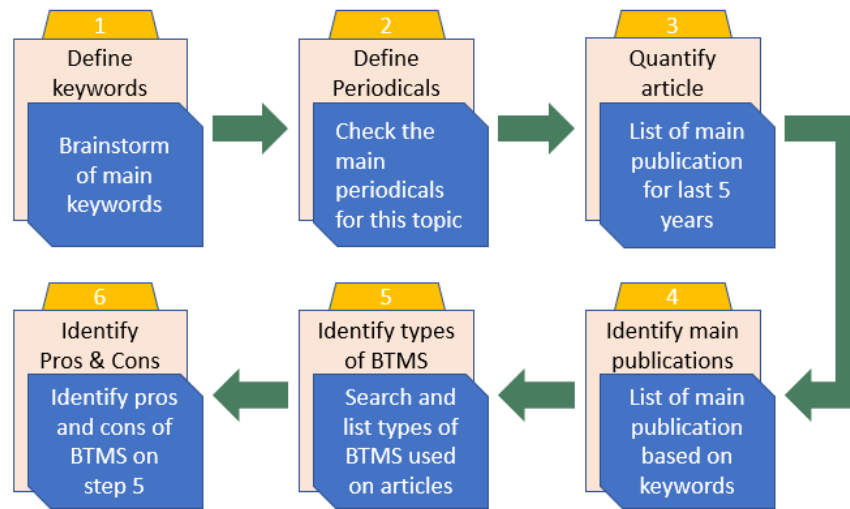 1
Define
keywords
Brainstorm
of main
keywords
2
Define
Periodicals
Check the
main
periodicals
for this topic
3
Quantify
article
List of main
publication
for last 5
years
4
Identify main
publications
List of main
publication
based on
keywords
5
Identify types
of BTMS
Search and
list types of
BTMS used
on articles
6
Identify
Pros & Cons
Identify pros
and cons of
BTMS on
step 5